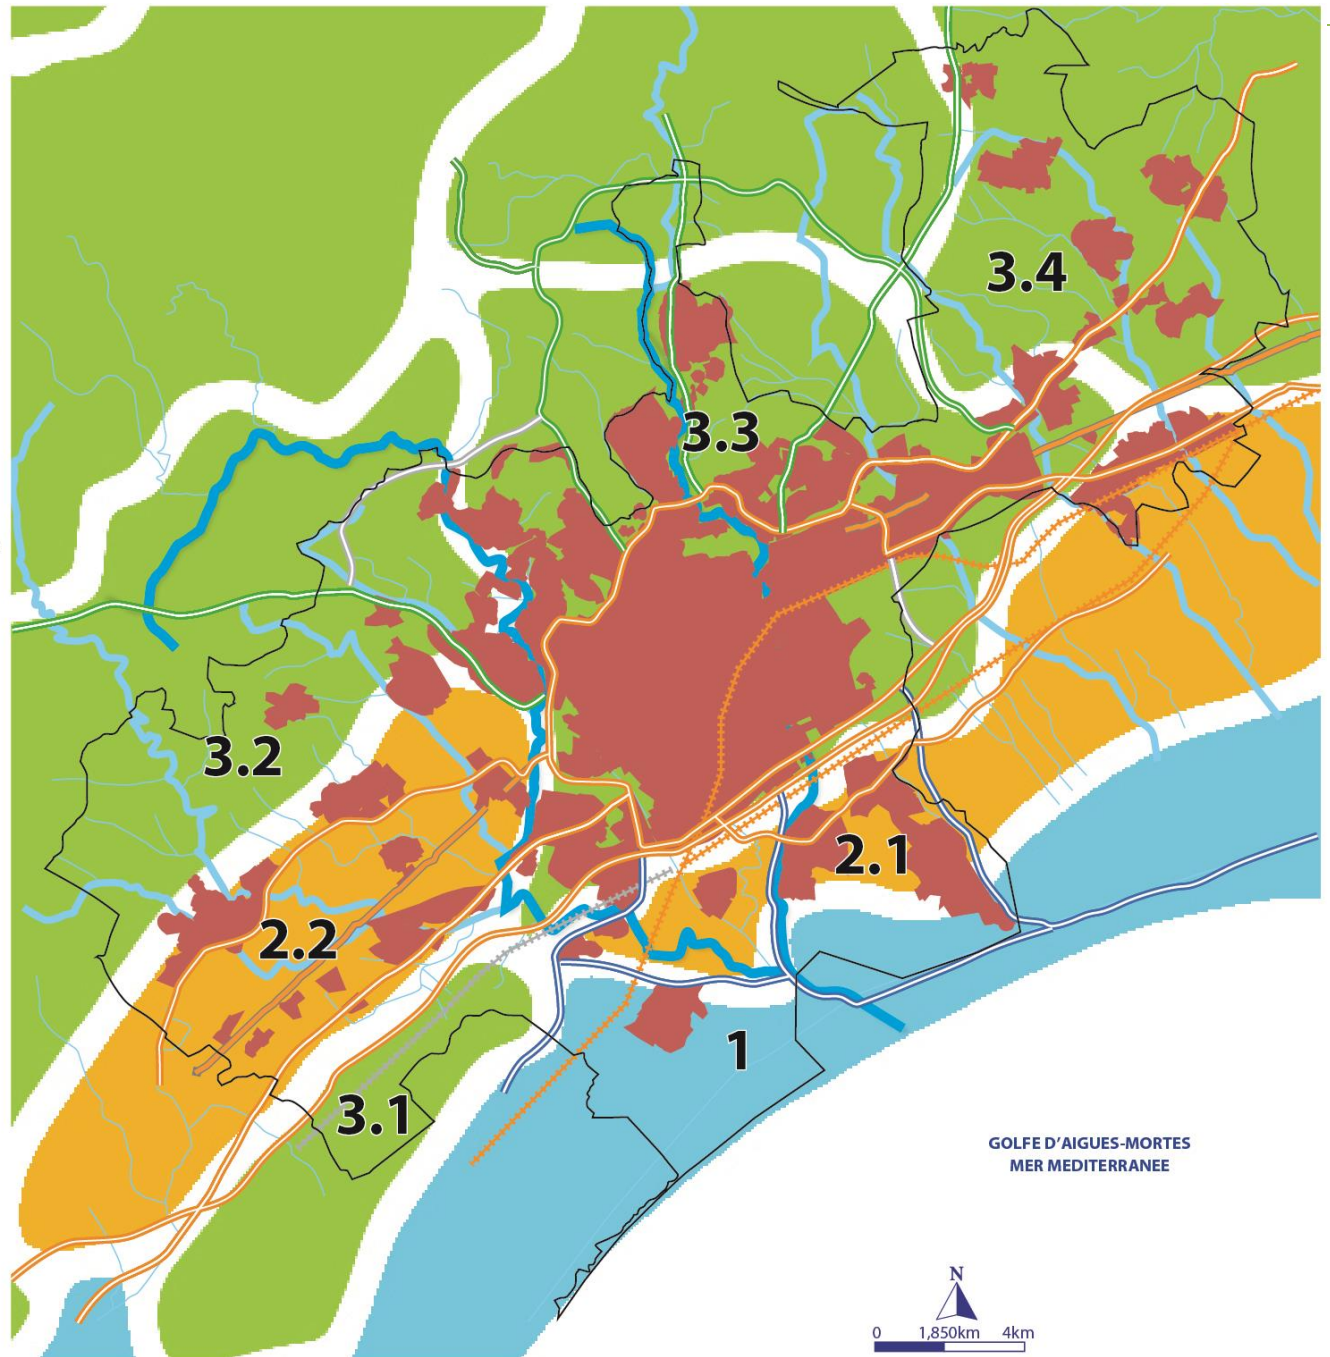 3.4
3.3
3.2
2.1
2.2
1
3.1
GOLFE D'AIGUES-MORTES
MER MEDITERRANEE
N
0 1,850km 4km